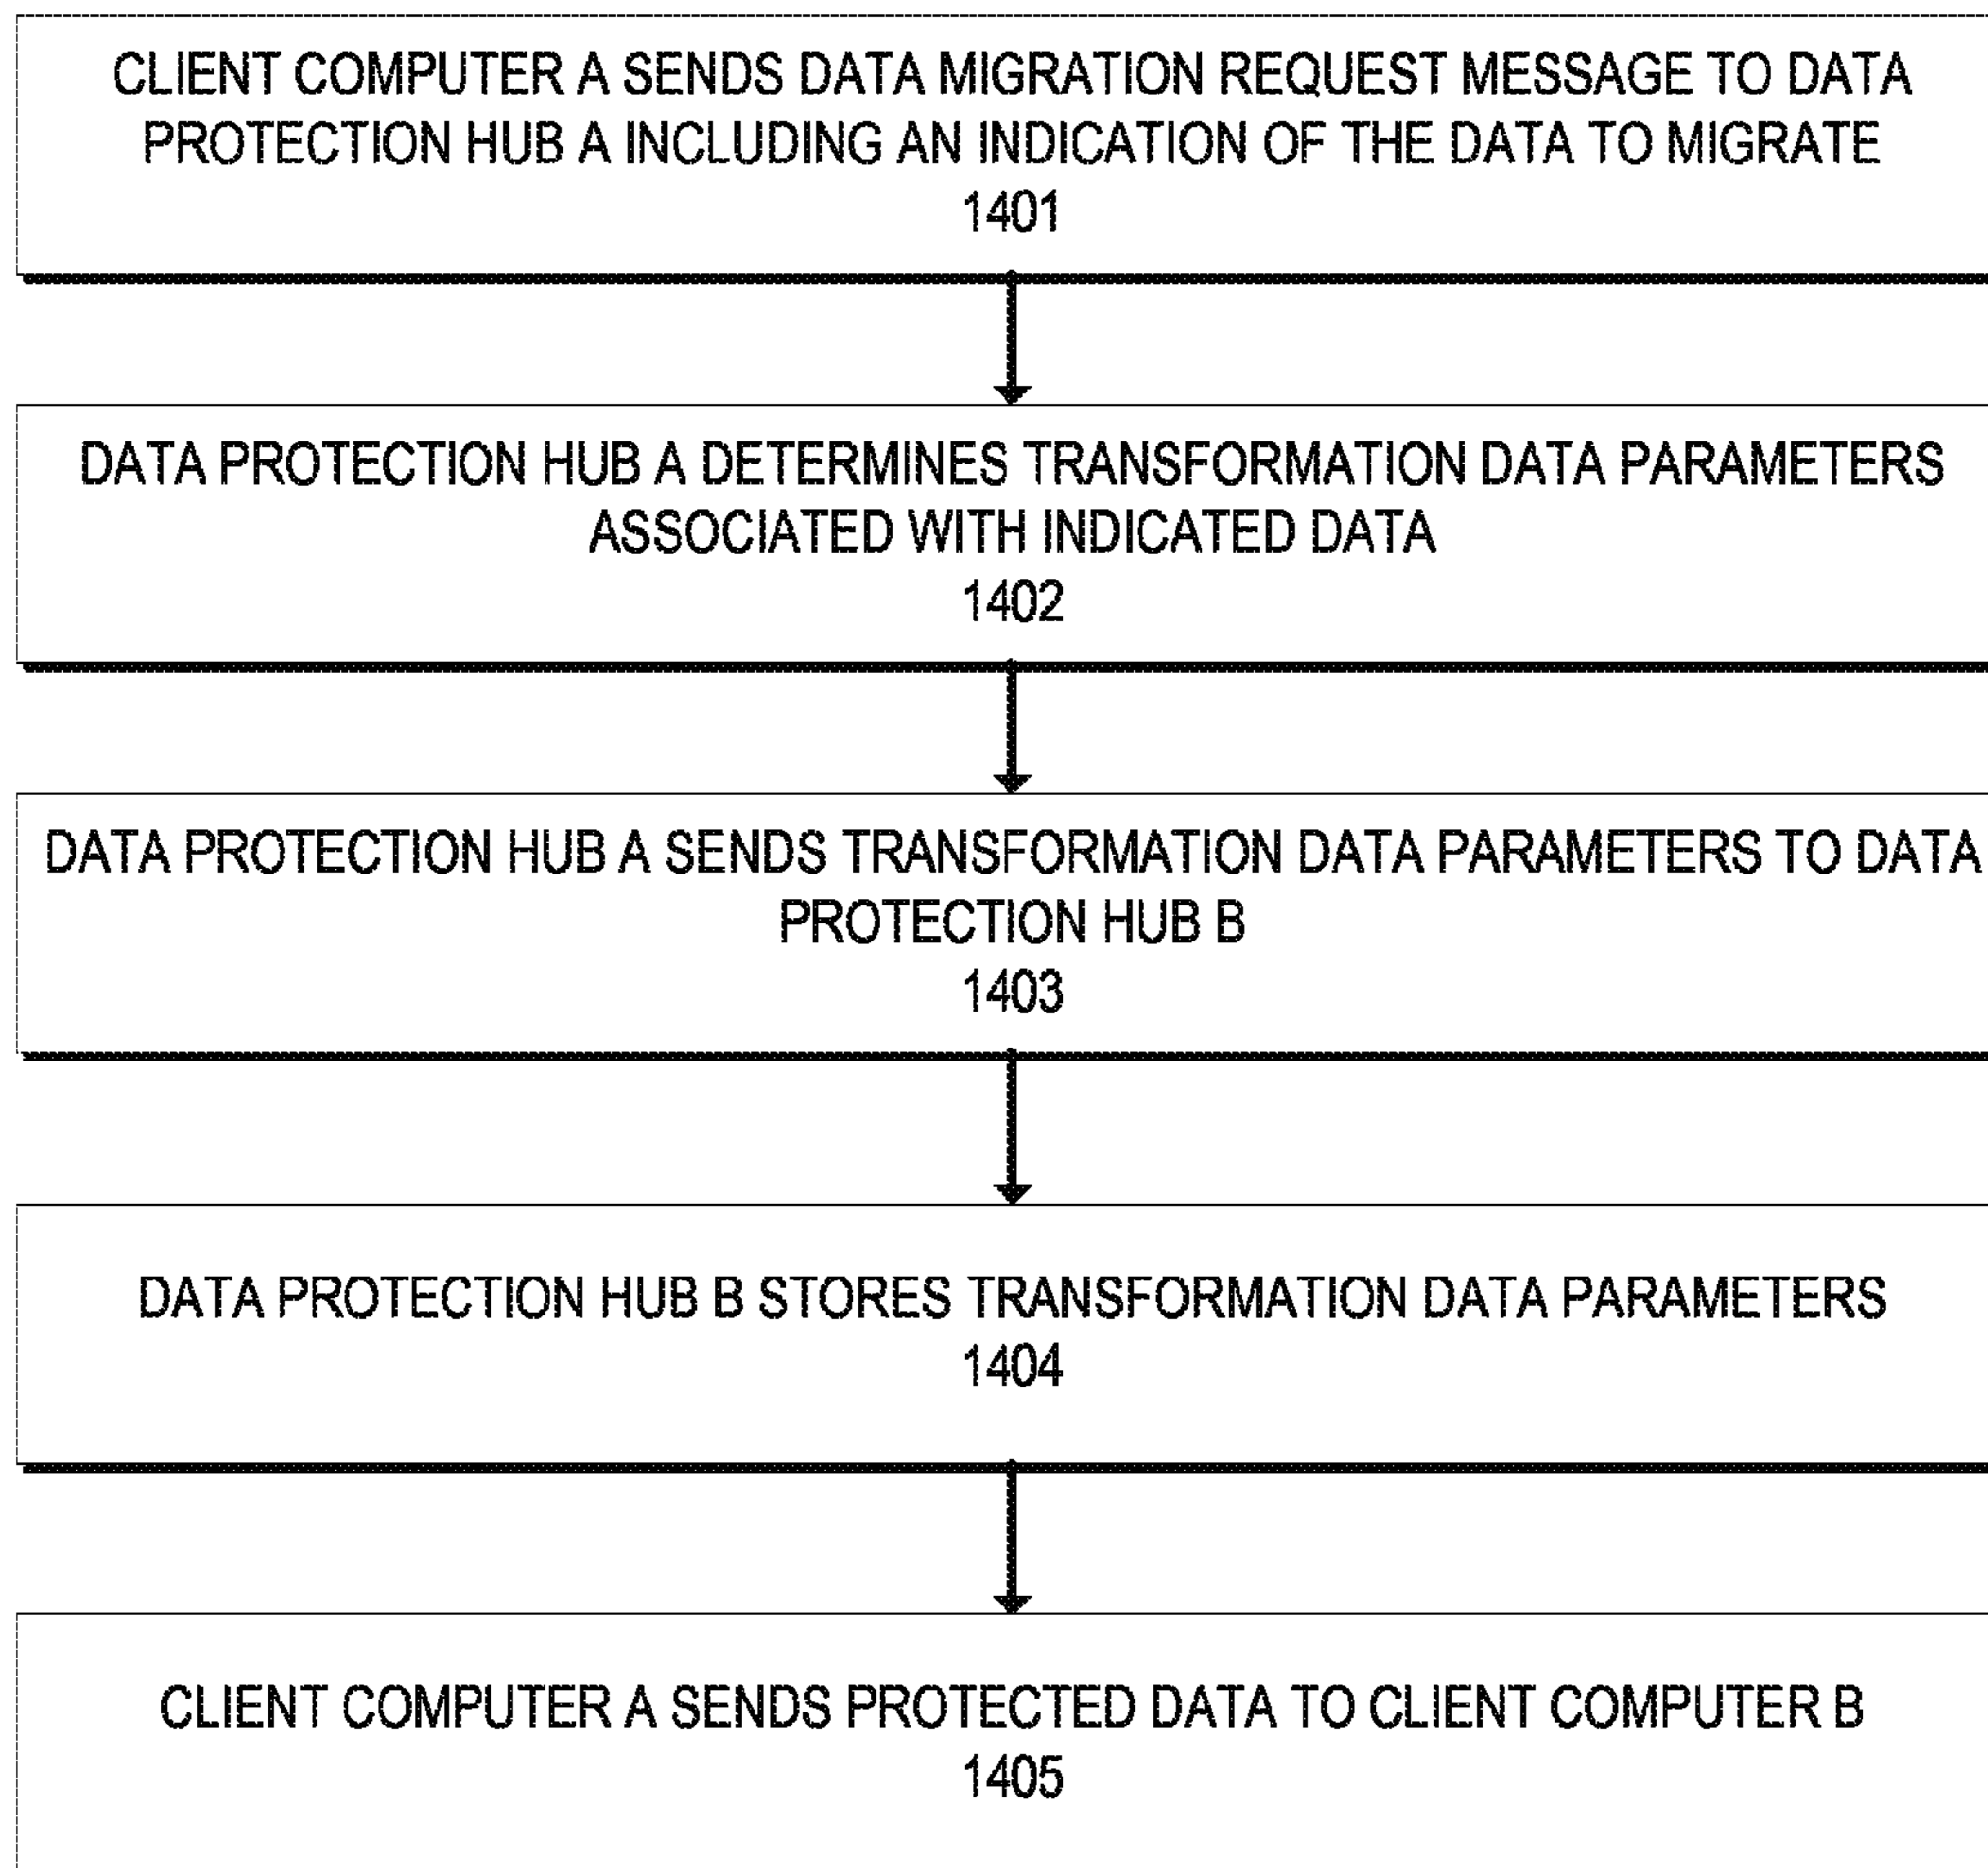 CLIENT COMPUTER A SENDS DATA MIGRATION REQUEST MESSAGE TO DATA
PROTECTION HUB A INCLUDING AN INDICATION OF THE DATA TO MIGRATE
1401
DATA PROTECTION HUB A DETERMINES TRANSFORMATION DATA PARAMETERS
ASSOCIATED WITH INDICATED DATA
1402
DATA PROTECTION HUB A SENDS TRANSFORMATION DATA PARAMETERS TO DATA
PROTECTION HUB B
1403
DATA PROTECTION HUB B STORES TRANSFORMATION DATA PARAMETERS
1404
CLIENT COMPUTER A SENDS PROTECTED DATA TO CLIENT COMPUTER B
1405